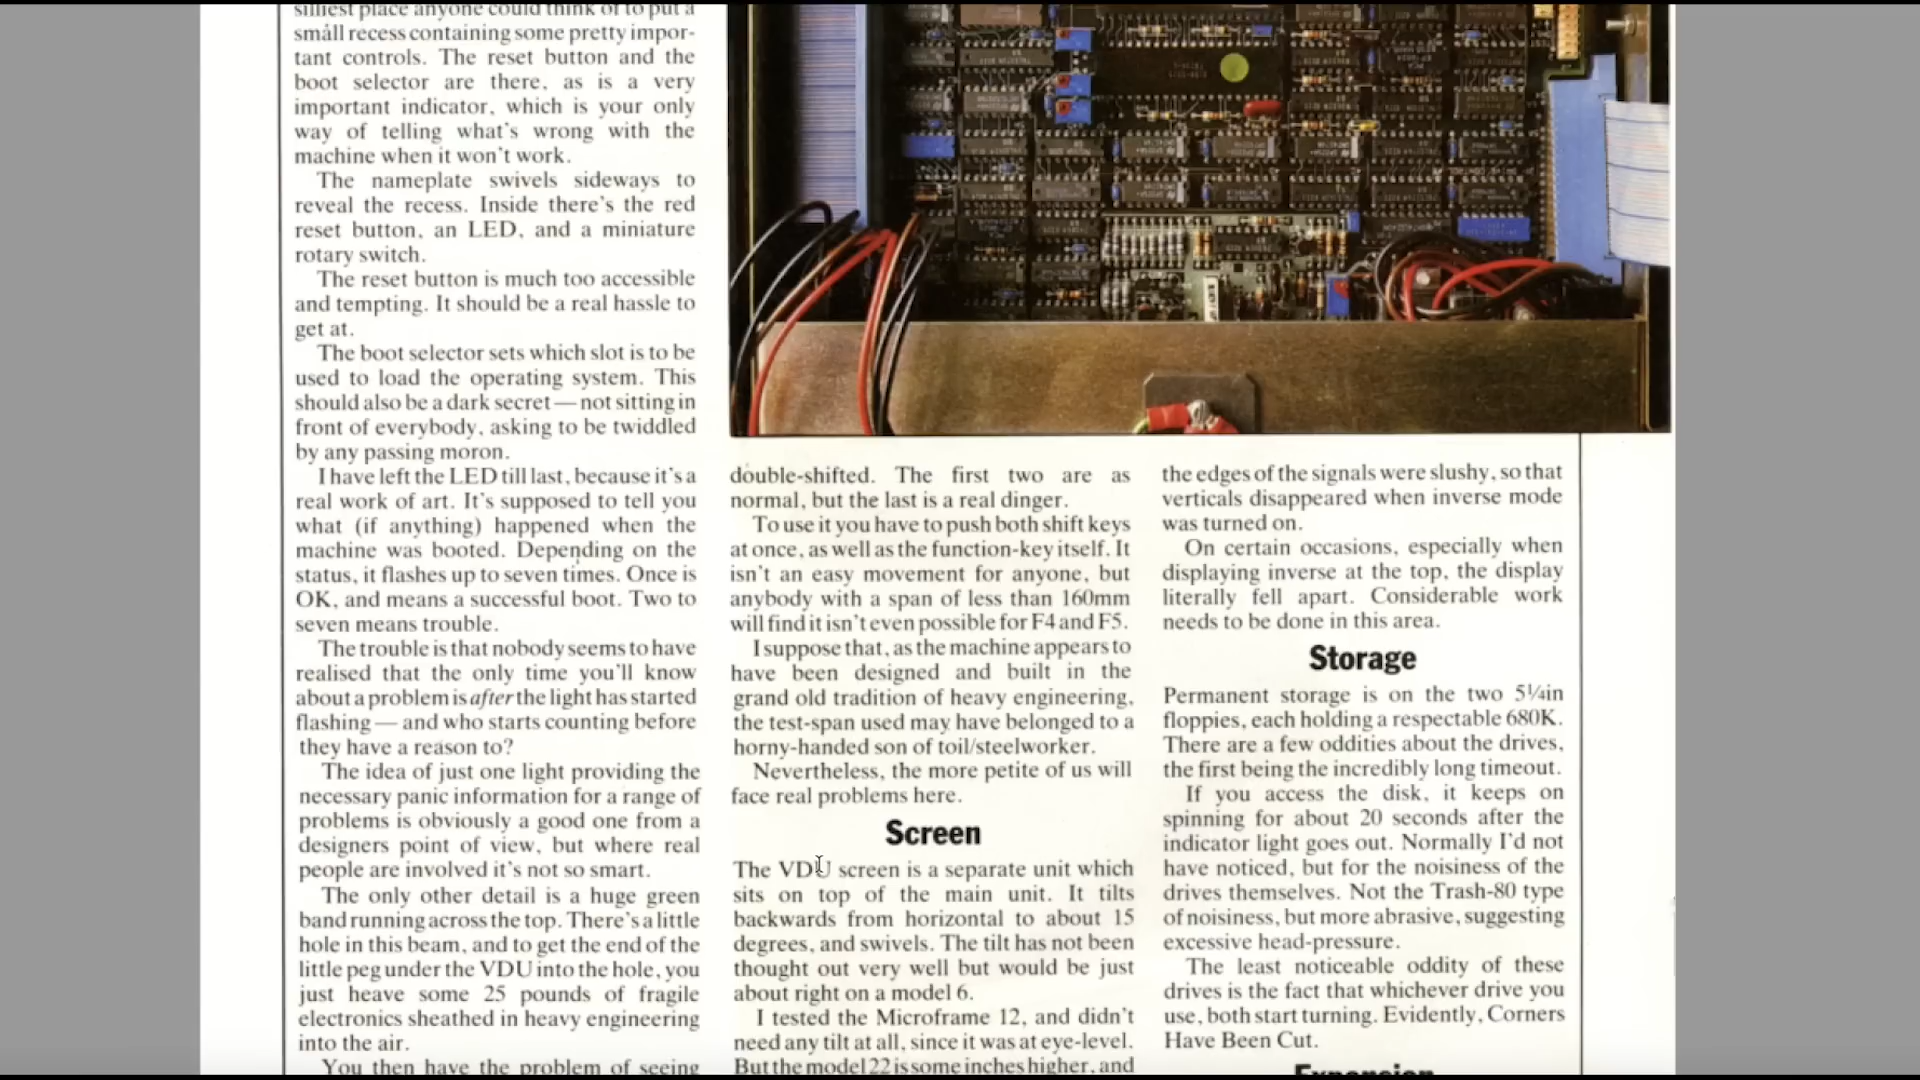 silliest place anyone could think of to put a
small recess containing some pretty impor-
tant controls. The reset button and the
boot selector are there, as is a very
important indicator, which is your only
way of telling what's wrong with the
machine when it won't work.
The nameplate swivels sideways to
reveal the recess. Inside there's the red
reset button, an LED, and a miniature
rotary switch.
The reset button is much too accessible
and tempting. It should be a real hassle to
get at.
The boot selector sets which slot is to be
used to load the operating system. This
should also be a dark secret — not sitting in
front of everybody, asking to be twiddled
by any passing moron.
I have left the LED till last, because it's a
real work of art. It's supposed to tell you
what (if anything) happened when the
machine was booted. Depending on the
status, it flashes up to seven times. Once is
OK, and means a successful boot. Two to
seven means trouble.
The trouble is that nobody seems to have
realised that the only time you'll know
about a problem is after the light has started
flashing — and who starts counting before
they have a reason to?
The idea of just one light providing the
necessary panic information for a range of
problems is obviously a good one from a
designers point of view, but where real
people are involved it's not so smart.
The only other detail is a huge green
band running across the top. There's a little
hole in this beam, and to get the end of the
little peg under the VDU into the hole, you
just heave some 25 pounds of fragile
electronics sheathed in heavy engineering
into the air.
You then have the problem of seeing
double-shifted. The first two are as
normal, but the last is a real dinger.
To use it you have to push both shift keys
at once, as well as the function-key itself. It
isn't an easy movement for anyone, but
anybody with a span of less than 160mm
will find it isn't even possible for F4 and F5.
I suppose that, as the machine appears to
have been designed and built in the
grand old tradition of heavy engineering,
the test-span used may have belonged to a
horny-handed son of toil/steelworker.
Nevertheless, the more petite of us will
face real problems here.
Screen
The VDU screen is a separate unit which
sits on top of the main unit. It tilts
backwards from horizontal to about 15
degrees, and swivels. The tilt has not been
thought out very well but would be just
about right on a model 6.
I tested the Microframe 12, and didn't
need any tilt at all, since it was at eye-level.
But the model 22 is some inches higher, and
the edges of the signals were slushy, so that
verticals disappeared when inverse mode
was turned on.
On certain occasions, especially when
displaying inverse at the top, the display
literally fell apart. Considerable work
needs to be done in this area.
Storage
Permanent storage is on the two 5¼in
floppies, each holding a respectable 680K.
There are a few oddities about the drives,
the first being the incredibly long timeout.
If you access the disk, it keeps on
spinning for about 20 seconds after the
indicator light goes out. Normally I'd not
have noticed, but for the noisiness of the
drives themselves. Not the Trash-80 type
of noisiness, but more abrasive, suggesting
excessive head-pressure.
The least noticeable oddity of these
drives is the fact that whichever drive you
use, both start turning. Evidently, Corners
Have Been Cut.
Expansion